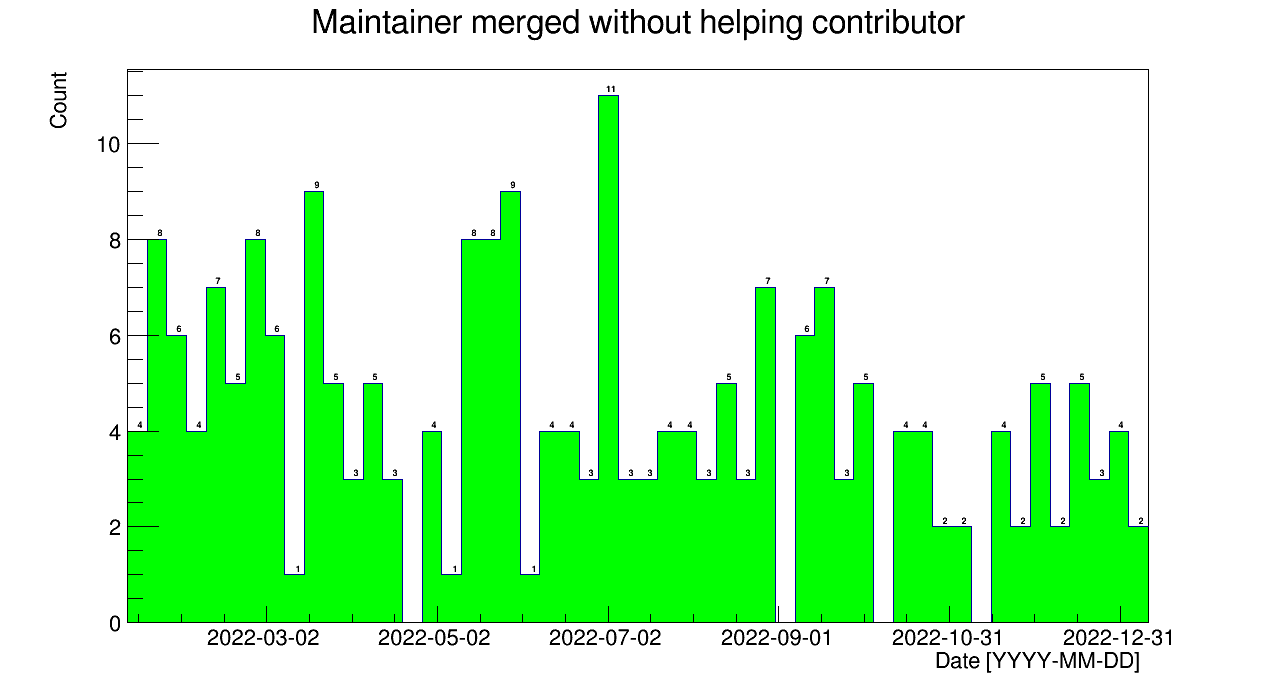 Maintainer merged without helping contributor
Count
11
10
9 9
8 8 8 8 8
7 7 7
6 6 6 6
5 5 5 5 5 5 5
4 4 4 4 4 4 4 4 4 4 4 4 4
3 3 3 3 3 3 3 3 3
2 2 2 2 2 2
1 1 1
0
2022-03-02 2022-05-02 2022-07-02 2022-09-01 2022-10-31 2022-12-31
Date [YYYY-MM-DD]